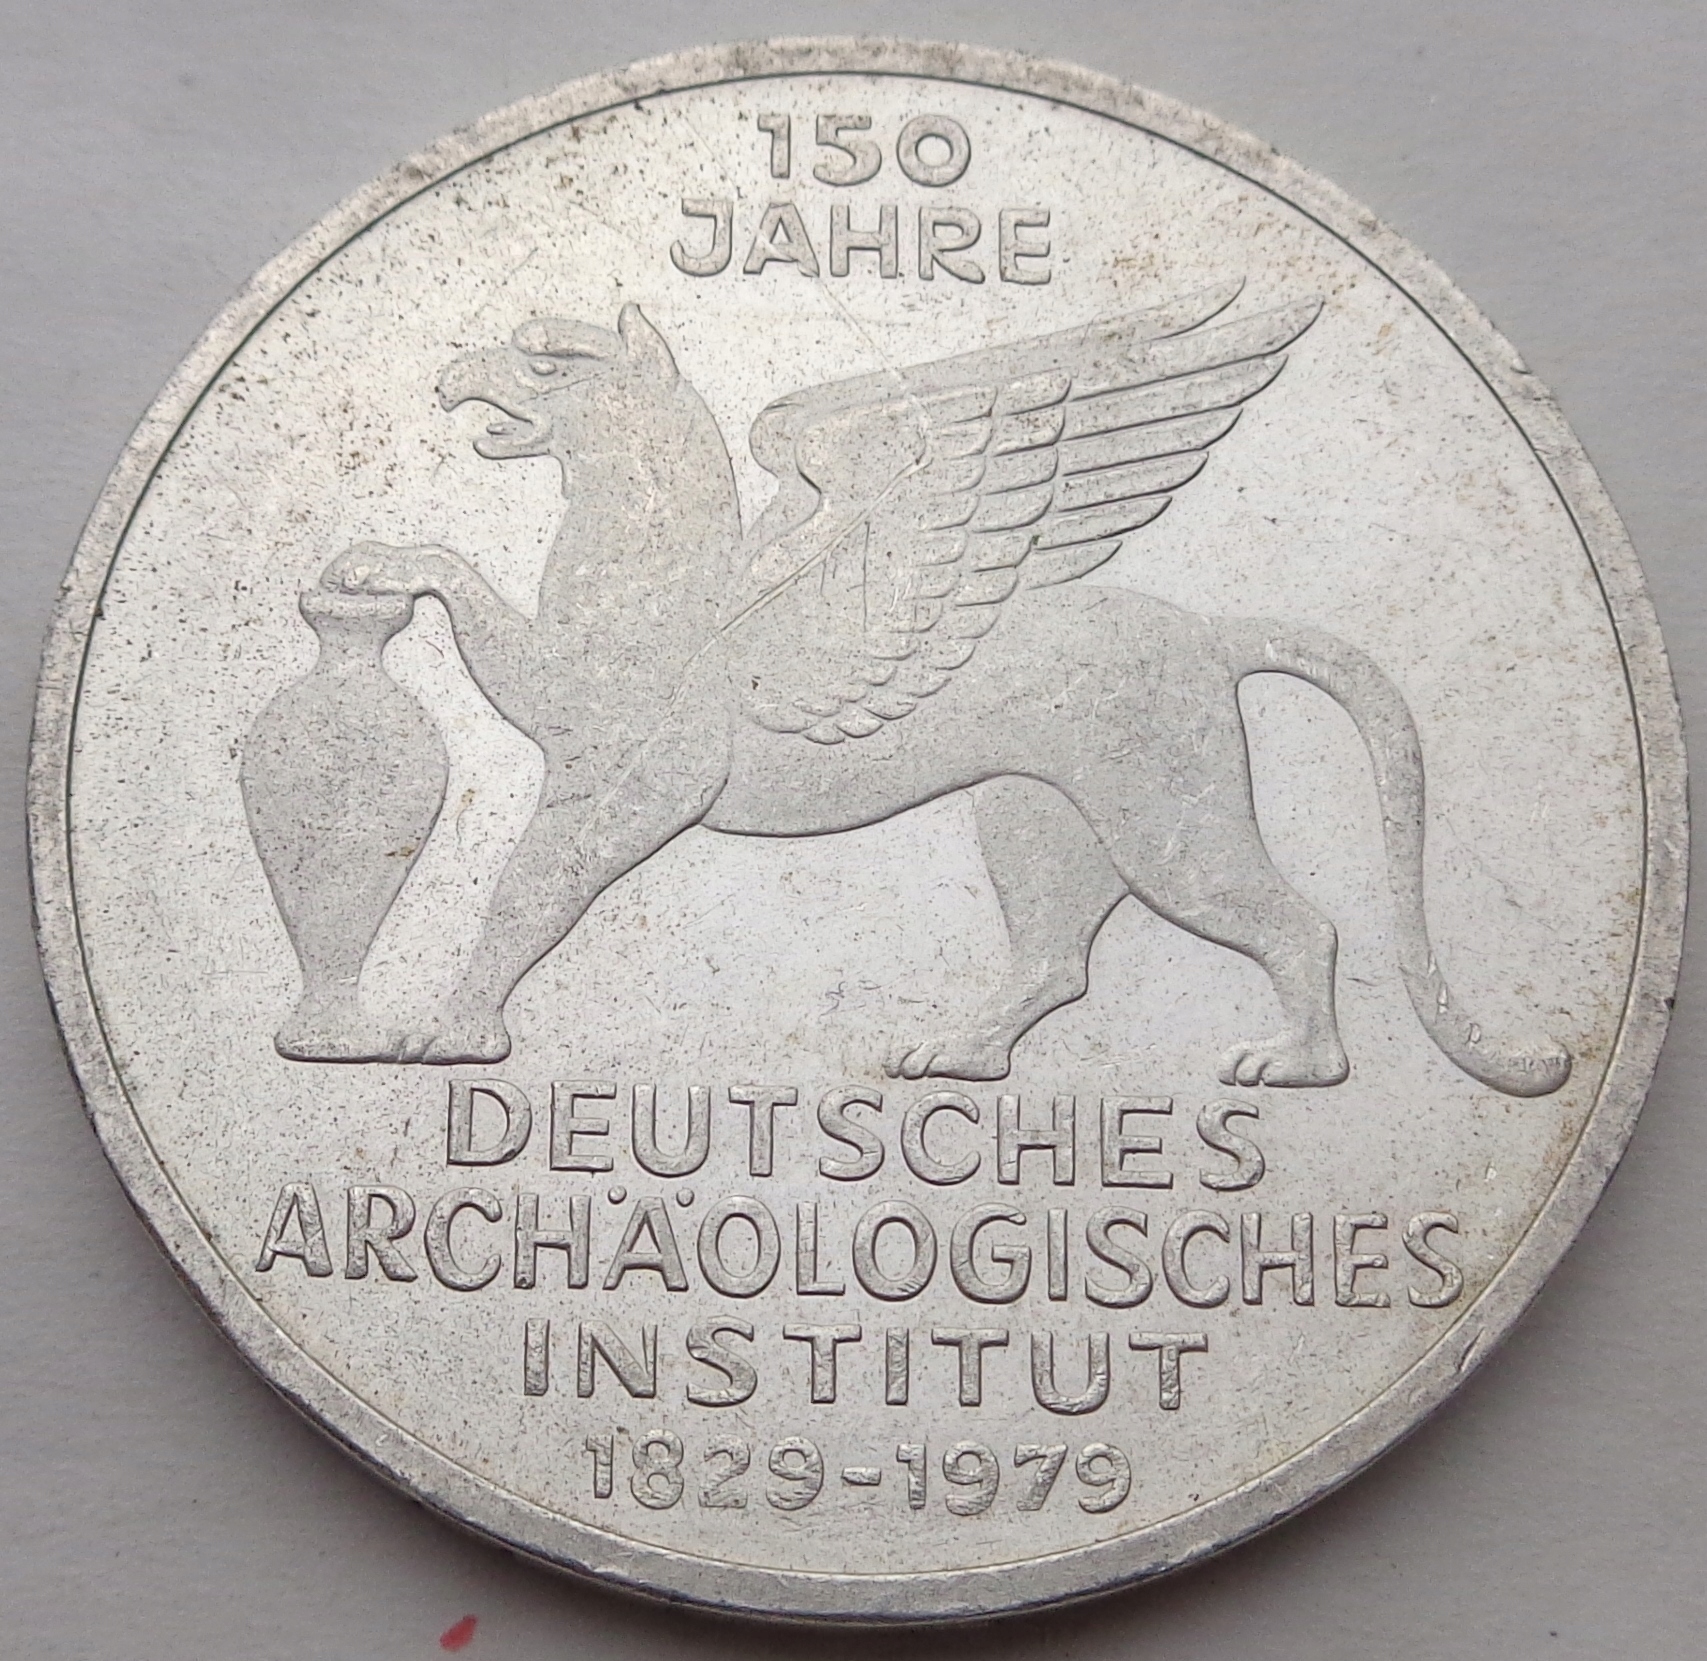 150
JAHRE
DEUTSCHES
ARCHÄOLOGISCHES
INSTITUT
1829-1979